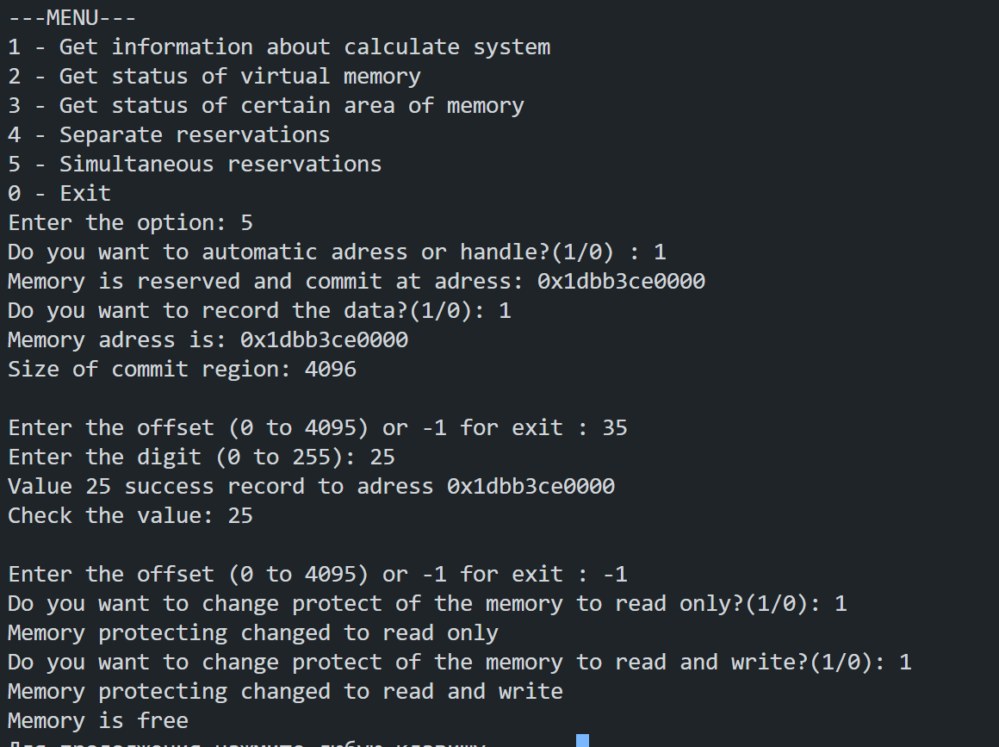 ---MENU---
1 - Get information about calculate system
2 - Get status of virtual memory
3 - Get status of certain area of memory
4 - Separate reservations
5 - Simultaneous reservations
0 - Exit
Enter the option: 5
Do you want to automatic adress or handle?(1/0) : 1
Memory is reserved and commit at adress: 0x1dbb3ce0000
Do you want to record the data?(1/0): 1
Memory adress is: 0x1dbb3ce0000
Size of commit region: 4096
Enter the offset (0 to 4095) or -1 for exit : 35
Enter the digit (0 to 255): 25
Value 25 success record to adress 0x1dbb3ce0000
Check the value: 25
Enter the offset (0 to 4095) or -1 for exit : -1
Do you want to change protect of the memory to read only?(1/0): 1
Memory protecting changed to read only
Do you want to change protect of the memory to read and write?(1/0): 1
Memory protecting changed to read and write
Memory is free
Для продолжения нажмите любую клавишу